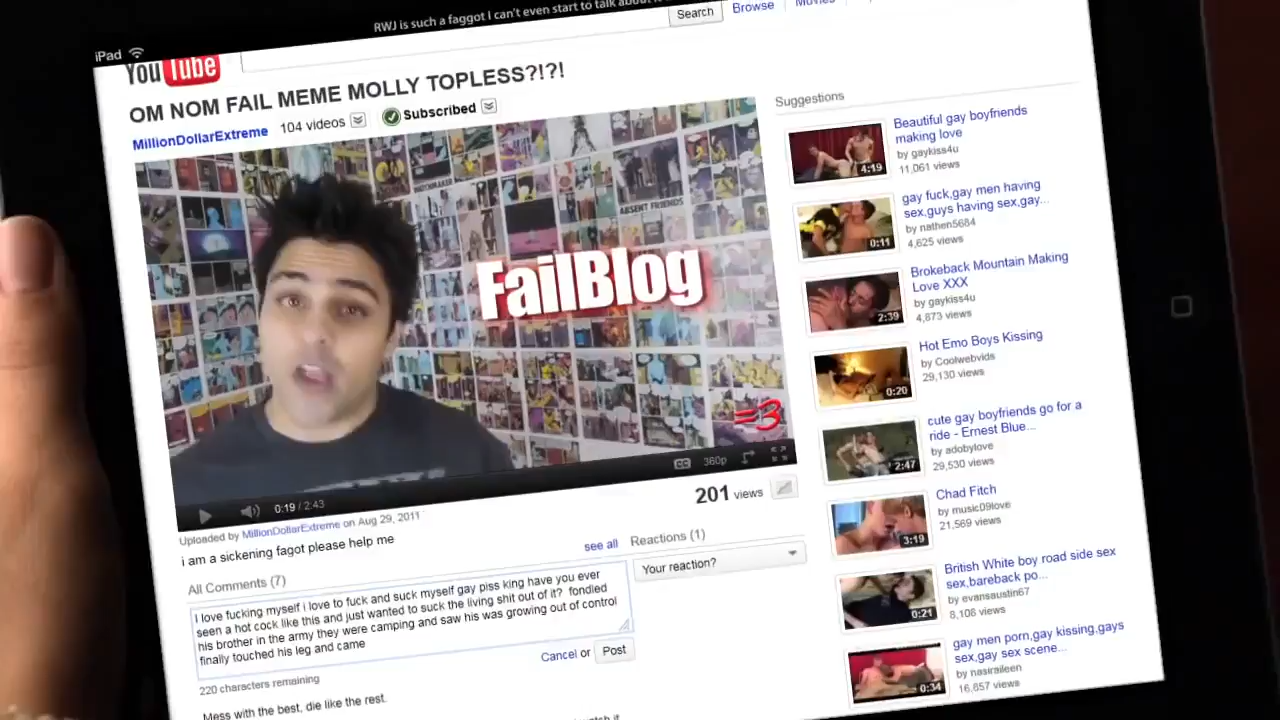 RWJ is such a faggot I can't even start to talk about
iPad
YouTube
Search
Browse
Movies
OM NOM FAIL MEME MOLLY TOPLESS?!?!
MillionDollarExtreme 104 videos Subscribed
MATCHMAKER
ABSENT FRIENDS
FailBlog
=3
CC 360p
0:19 / 2:43
Uploaded by MillionDollarExtreme on Aug 29, 2011
201 views
i am a sickening fagot please help me
see all
Reactions (1)
Your reaction?
All Comments (7)
I love fucking myself i love to fuck and suck myself gay piss king have you ever
seen a hot cock like this and just wanted to suck the living shit out of it? fondled
his brother in the army they were camping and saw his was growing out of control
finally touched his leg and came
Cancel or Post
220 characters remaining
Mess with the best, die like the rest.
Suggestions
Beautiful gay boyfriends
making love
by gaykiss4u
11,061 views
4:19
gay fuck,gay men having
sex,guys having sex,gay...
by nathen5684
4,625 views
0:11
Brokeback Mountain Making
Love XXX
by gaykiss4u
4,873 views
2:39
Hot Emo Boys Kissing
by Coolwebvids
29,130 views
0:20
cute gay boyfriends go for a
ride - Ernest Blue...
by adobylove
29,530 views
2:47
Chad Fitch
by music09love
21,569 views
3:19
British White boy road side sex
sex,bareback po...
by evansaustin67
8,108 views
0:21
gay men porn,gay kissing,gays
sex,gay sex scene...
by nasiraileen
16,857 views
0:34